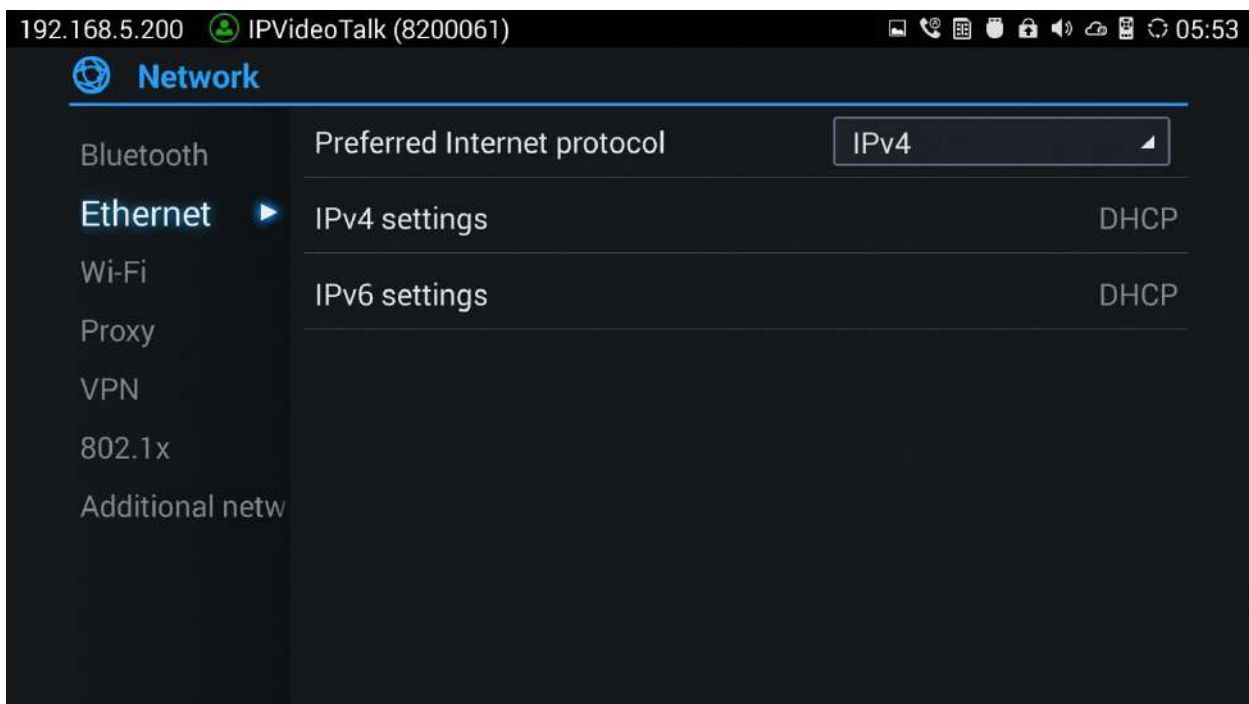 192.168.5.200 IPVideoTalk (8200061) 05:53
Network
Bluetooth
Ethernet
Wi-Fi
Proxy
VPN
802.1x
Additional netw
Preferred Internet protocol IPv4
IPv4 settings DHCP
IPv6 settings DHCP